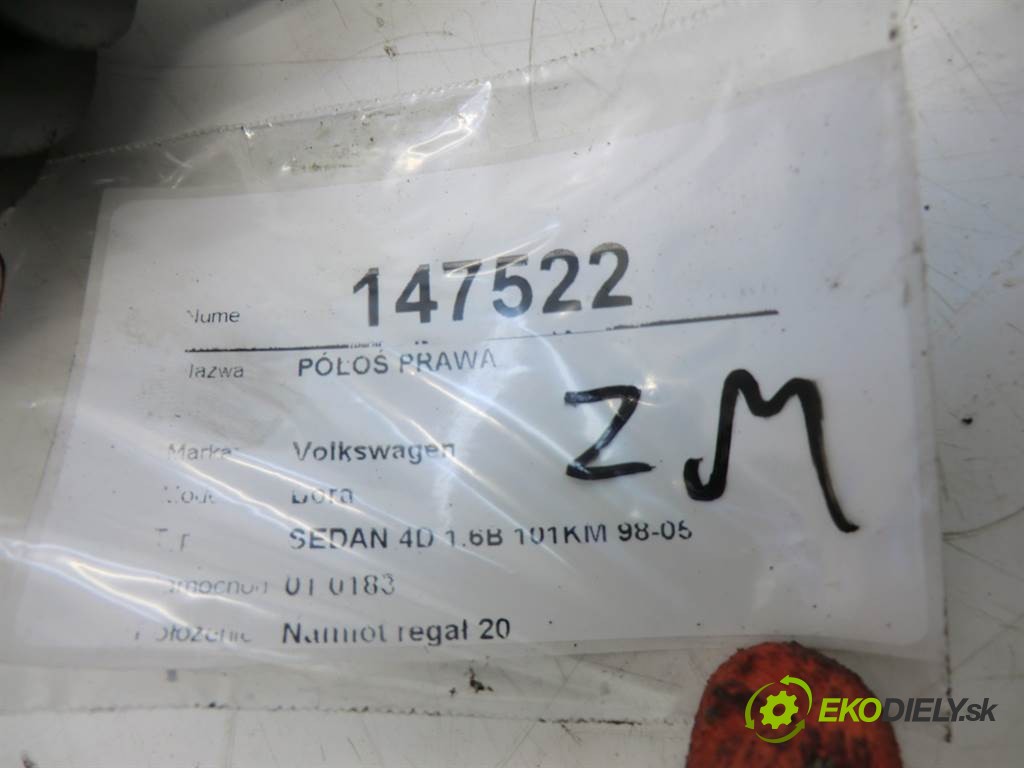 Nume 147522
Nazwa PÓŁOŚ PRAWA
Marka: Volkswagen
Bora
SEDAN 4D 1.6B 101KM 98-05
01 0183
Położenie Namiot regał 20
ZM
EKODIELY.sk